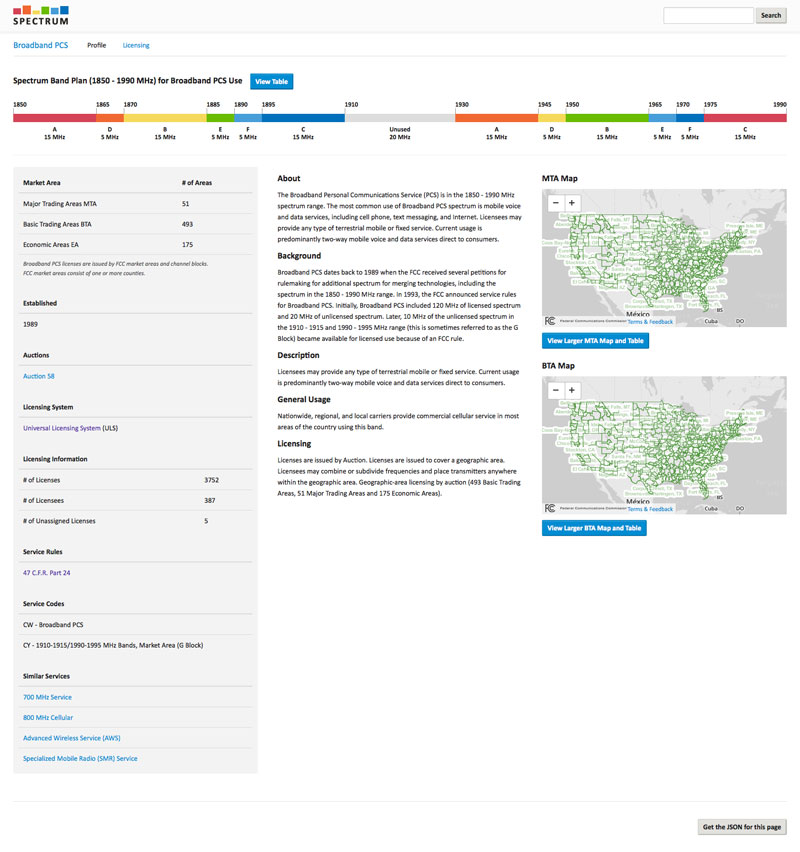 SPECTRUM
Search
Broadband PCS Profile Licensing
Spectrum Band Plan (1850 - 1990 MHz) for Broadband PCS Use View Table
1850 1865 1870 1885 1890 1895 1910 1930 1945 1950 1965 1970 1975 1990
A D B E F C Unused A D B E F C
15 MHz 5 MHz 15 MHz 5 MHz 5 MHz 15 MHz 20 MHz 15 MHz 5 MHz 15 MHz 5 MHz 5 MHz 15 MHz
Market Area # of Areas
Major Trading Areas MTA 51
Basic Trading Areas BTA 493
Economic Areas EA 175
Broadband PCS licenses are issued by FCC market areas and channel blocks.
FCC market areas consist of one or more counties.
Established
1989
Auctions
Auction 58
Licensing System
Universal Licensing System (ULS)
Licensing Information
# of Licenses 3752
# of Licensees 387
# of Unassigned Licenses 5
Service Rules
47 C.F.R. Part 24
Service Codes
CW - Broadband PCS
CY - 1910-1915/1990-1995 MHz Bands, Market Area (G Block)
Similar Services
700 MHz Service
800 MHz Cellular
Advanced Wireless Service (AWS)
Specialized Mobile Radio (SMR) Service
About
The Broadband Personal Communications Service (PCS) is in the 1850 - 1990 MHz
spectrum range. The most common use of Broadband PCS spectrum is mobile voice
and data services, including cell phone, text messaging, and Internet. Licensees may
provide any type of terrestrial mobile or fixed service. Current usage is
predominantly two-way mobile voice and data services direct to consumers.
Background
Broadband PCS dates back to 1989 when the FCC received several petitions for
rulemaking for additional spectrum for merging technologies, including the
spectrum in the 1850 - 1990 MHz range. In 1993, the FCC announced service rules
for Broadband PCS. Initially, Broadband PCS included 120 MHz of licensed spectrum
and 20 MHz of unlicensed spectrum. Later, 10 MHz of the unlicensed spectrum in
the 1910 - 1915 and 1990 - 1995 MHz range (this is sometimes referred to as the G
Block) became available for licensed use because of an FCC rule.
Description
Licensees may provide any type of terrestrial mobile or fixed service. Current usage
is predominantly two-way mobile voice and data services direct to consumers.
General Usage
Nationwide, regional, and local carriers provide commercial cellular service in most
areas of the country using this band.
Licensing
Licenses are issued by Auction. Licenses are issued to cover a geographic area.
Licensees may combine or subdivide frequencies and place transmitters anywhere
within the geographic area. Geographic-area licensing by auction (493 Basic Trading
Areas, 51 Major Trading Areas and 175 Economic Areas).
MTA Map
− +
México
BS
FCC Federal Communications Commission Terms & Feedback Cuba DO
View Larger MTA Map and Table
BTA Map
− +
México
BS
FCC Federal Communications Commission Terms & Feedback Cuba DO
View Larger BTA Map and Table
Get the JSON for this page